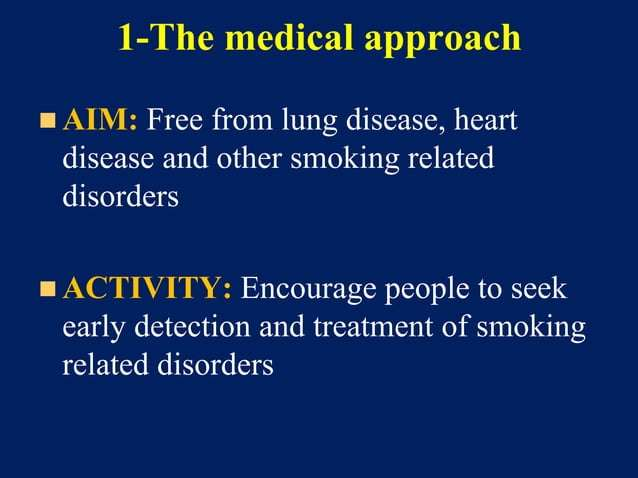 1-The medical approach
AIM: Free from lung disease, heart
disease and other smoking related
disorders
ACTIVITY: Encourage people to seek
early detection and treatment of smoking
related disorders